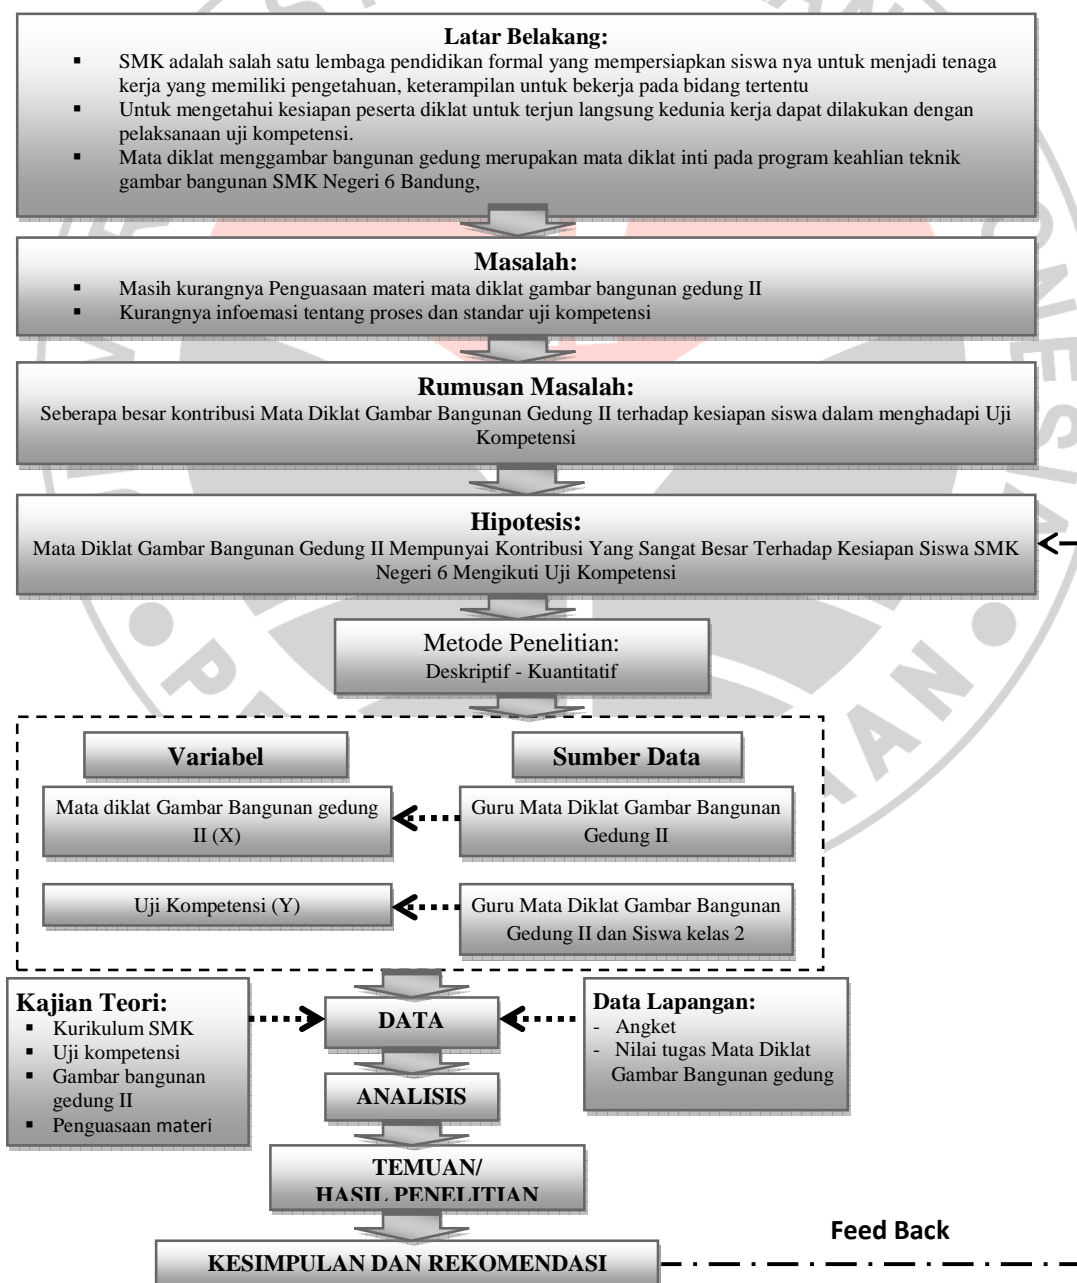 Latar Belakang:
▪ SMK adalah salah satu lembaga pendidikan formal yang mempersiapkan siswa nya untuk menjadi tenaga
kerja yang memiliki pengetahuan, keterampilan untuk bekerja pada bidang tertentu
▪ Untuk mengetahui kesiapan peserta diklat untuk terjun langsung kedunia kerja dapat dilakukan dengan
pelaksanaan uji kompetensi.
▪ Mata diklat menggambar bangunan gedung merupakan mata diklat inti pada program keahlian teknik
gambar bangunan SMK Negeri 6 Bandung,
Masalah:
▪ Masih kurangnya Penguasaan materi mata diklat gambar bangunan gedung II
▪ Kurangnya infoemasi tentang proses dan standar uji kompetensi
Rumusan Masalah:
Seberapa besar kontribusi Mata Diklat Gambar Bangunan Gedung II terhadap kesiapan siswa dalam menghadapi Uji
Kompetensi
Hipotesis:
Mata Diklat Gambar Bangunan Gedung II Mempunyai Kontribusi Yang Sangat Besar Terhadap Kesiapan Siswa SMK
Negeri 6 Mengikuti Uji Kompetensi
Metode Penelitian:
Deskriptif - Kuantitatif
Variabel
Sumber Data
Mata diklat Gambar Bangunan gedung
II (X)
Guru Mata Diklat Gambar Bangunan
Gedung II
Uji Kompetensi (Y)
Guru Mata Diklat Gambar Bangunan
Gedung II dan Siswa kelas 2
Kajian Teori:
▪ Kurikulum SMK
▪ Uji kompetensi
▪ Gambar bangunan
gedung II
▪ Penguasaan materi
DATA
Data Lapangan:
- Angket
- Nilai tugas Mata Diklat
Gambar Bangunan gedung
ANALISIS
TEMUAN/
HASIL PENELITIAN
Feed Back
KESIMPULAN DAN REKOMENDASI